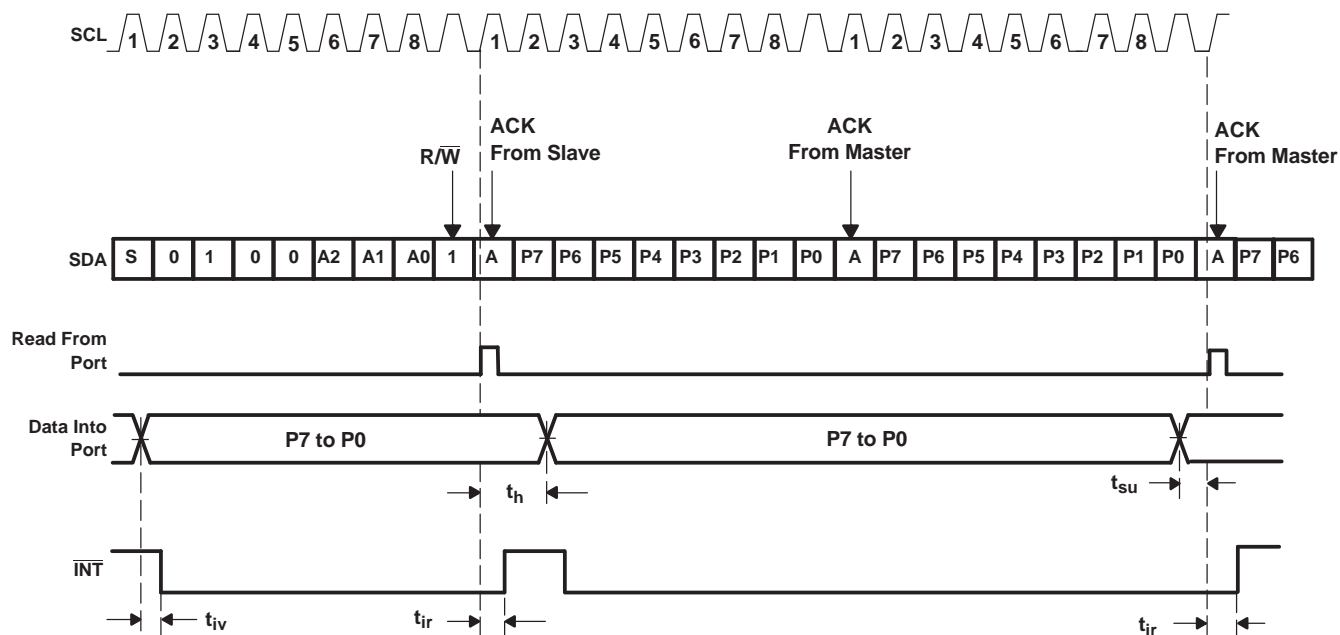 SCL 1 2 3 4 5 6 7 8 1 2 3 4 5 6 7 8 1 2 3 4 5 6 7 8
R/W̅
ACK
From Slave
ACK
From Master
ACK
From Master
SDA S 0 1 0 0 A2 A1 A0 1 A P7 P6 P5 P4 P3 P2 P1 P0 A P7 P6 P5 P4 P3 P2 P1 P0 A P7 P6
Read From
Port
Data Into
Port
P7 to P0 P7 to P0
th tsu
I̅N̅T̅
tiv tir tir